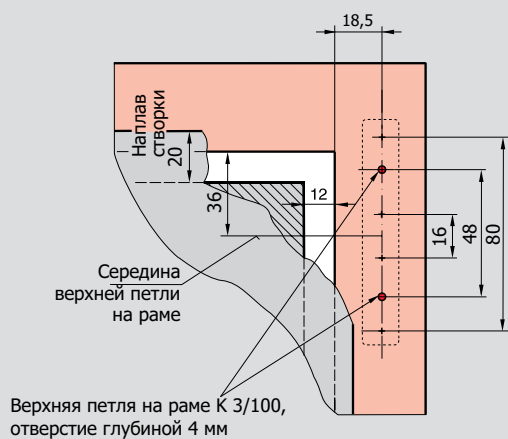 18,5
Наплав
створки
20
36
12
16
48
80
Середина
верхней петли
на раме
Верхняя петля на раме K 3/100,
отверстие глубиной 4 мм